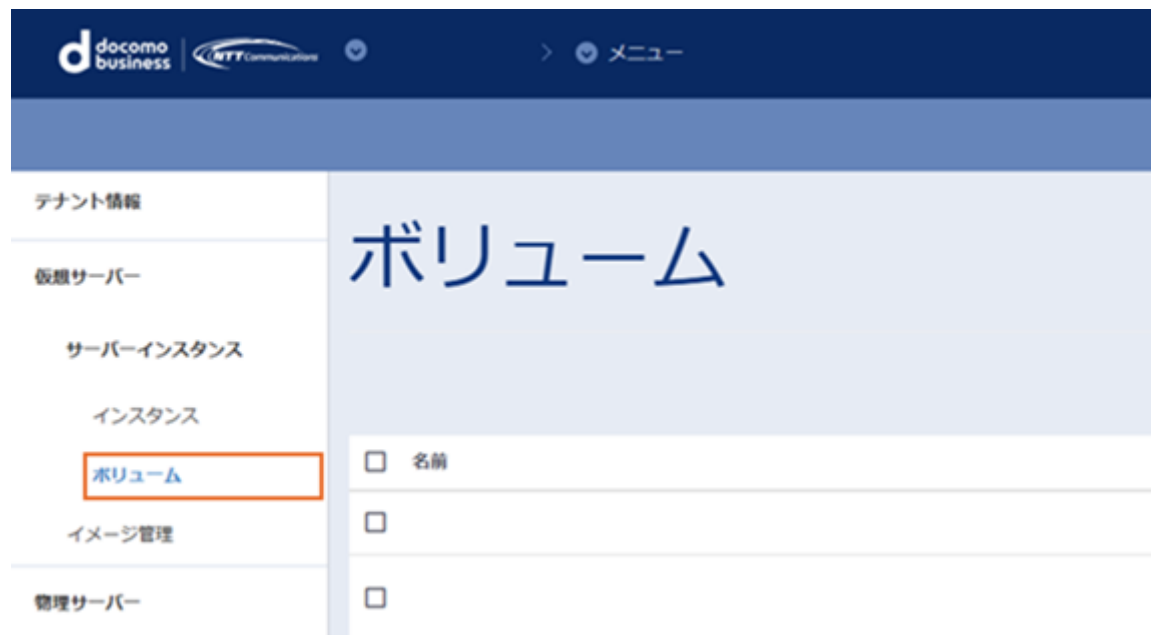 docomo
business
NTT Communications
メニュー
テナント情報
仮想サーバー
サーバーインスタンス
インスタンス
ボリューム
イメージ管理
物理サーバー
ボリューム
名前